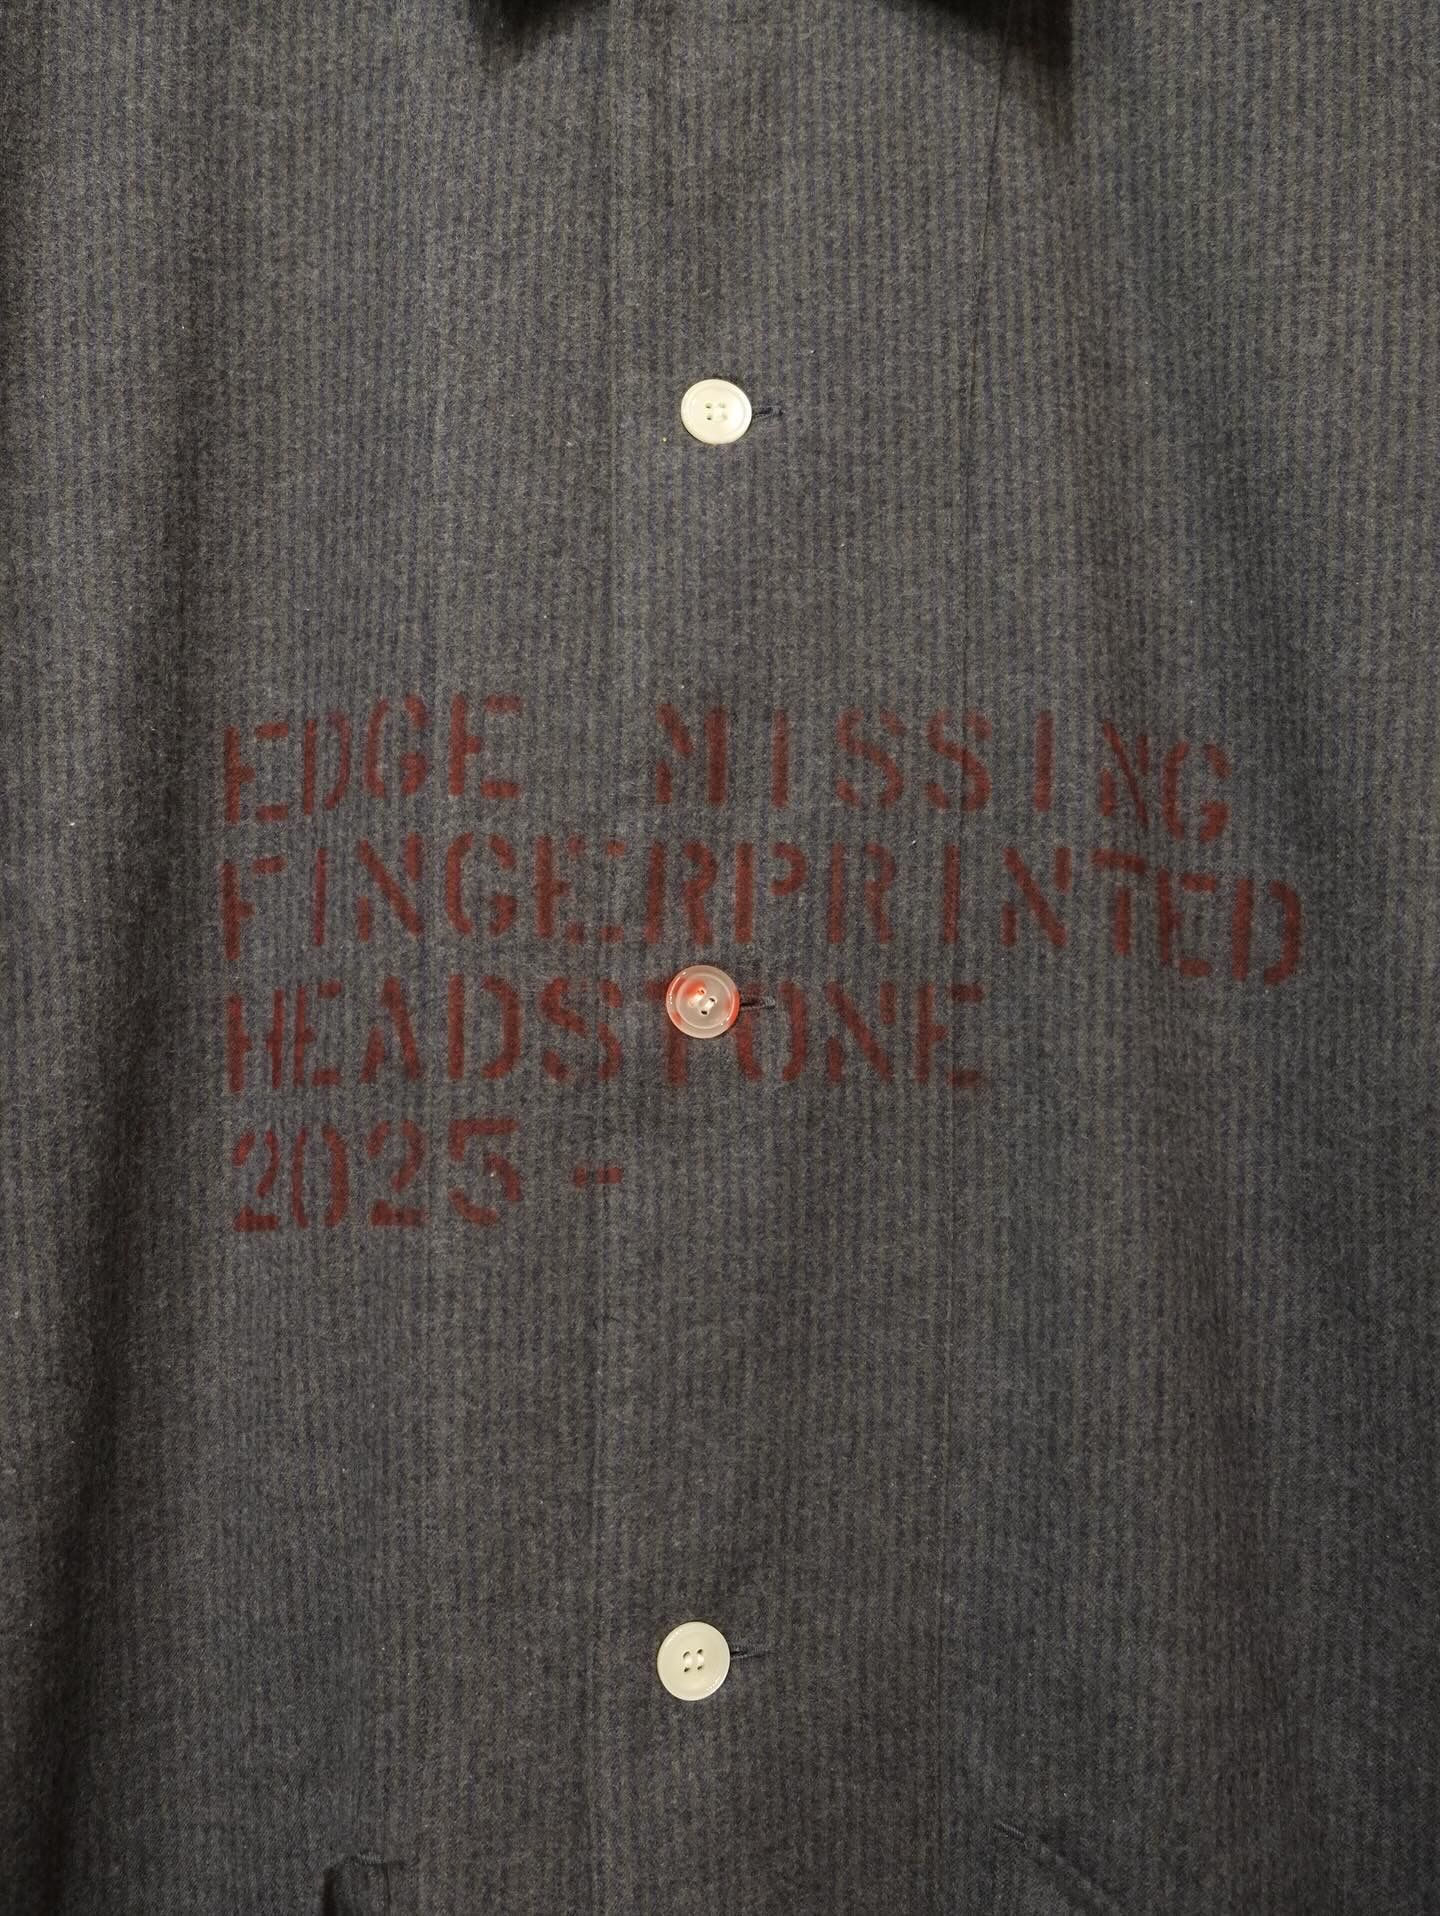 EDGE MISSING
FINGERPRINTED
HEADSTONE
2025 -